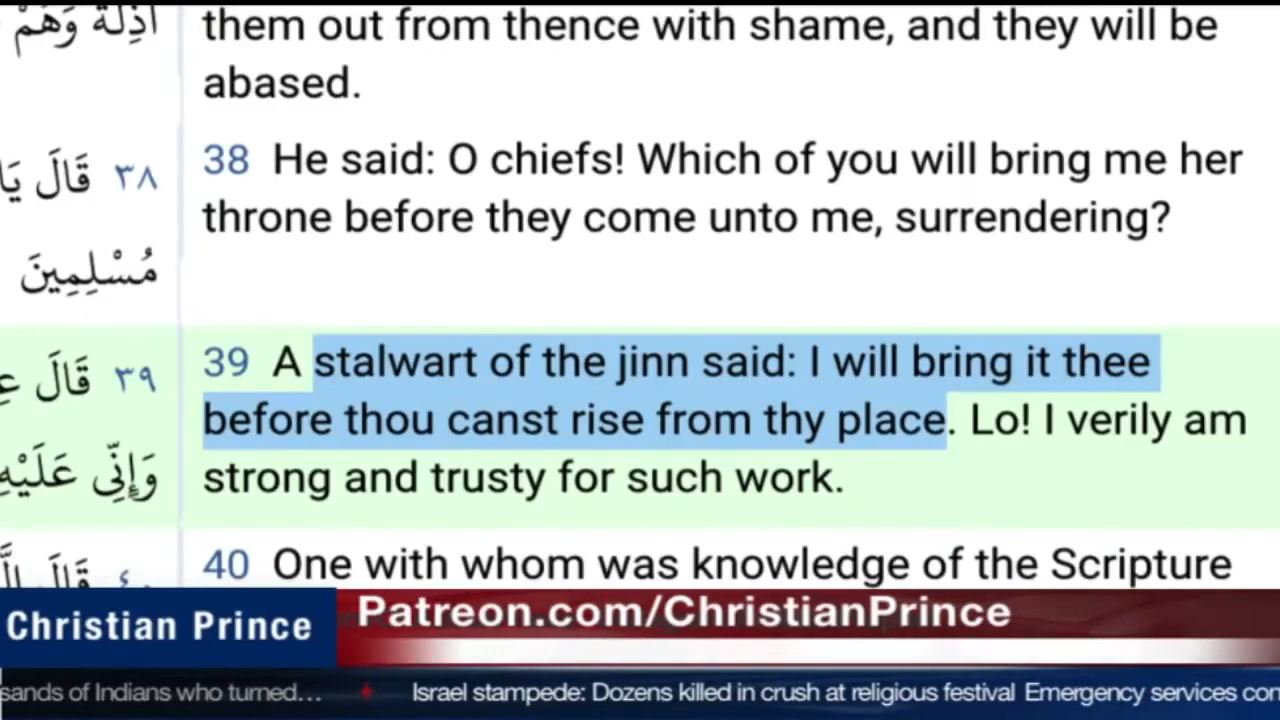 أَذِلَّةً وَهُمْ
them out from thence with shame, and they will be
abased.
٣٨ قَالَ يَا
38 He said: O chiefs! Which of you will bring me her
throne before they come unto me, surrendering?
مُسْلِمِينَ
٣٩ قَالَ
39 A stalwart of the jinn said: I will bring it thee
before thou canst rise from thy place. Lo! I verily am
وَإِنِّي عَلَيْهِ
strong and trusty for such work.
٤٠ قَالَ
40 One with whom was knowledge of the Scripture
Christian Prince
Patreon.com/ChristianPrince
sands of Indians who turned...
Israel stampede: Dozens killed in crush at religious festival Emergency services con